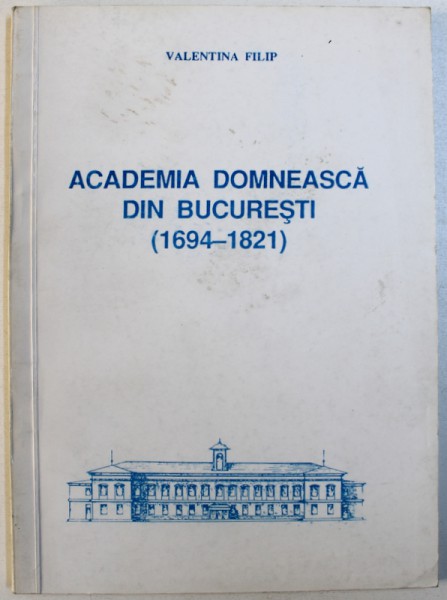 VALENTINA FILIP
ACADEMIA DOMNEASCĂ
DIN BUCUREŞTI
(1694–1821)